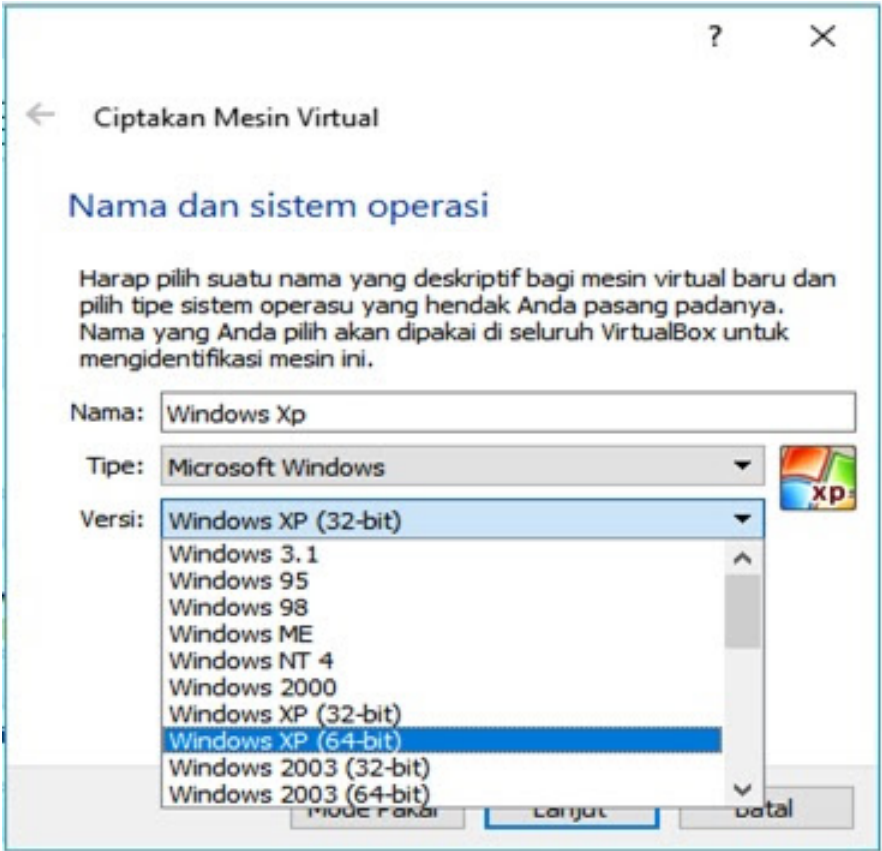 ?
Ciptakan Mesin Virtual
Nama dan sistem operasi
Harap pilih suatu nama yang deskriptif bagi mesin virtual baru dan
pilih tipe sistem operasu yang hendak Anda pasang padanya.
Nama yang Anda pilih akan dipakai di seluruh VirtualBox untuk
mengidentifikasi mesin ini.
Nama: Windows Xp
Tipe: Microsoft Windows
xp
Versi: Windows XP (32-bit)
Windows 3.1
Windows 95
Windows 98
Windows ME
Windows NT 4
Windows 2000
Windows XP (32-bit)
Windows XP (64-bit)
Windows 2003 (32-bit)
Windows 2003 (64-bit)
Mode Pakar Lanjut Batal